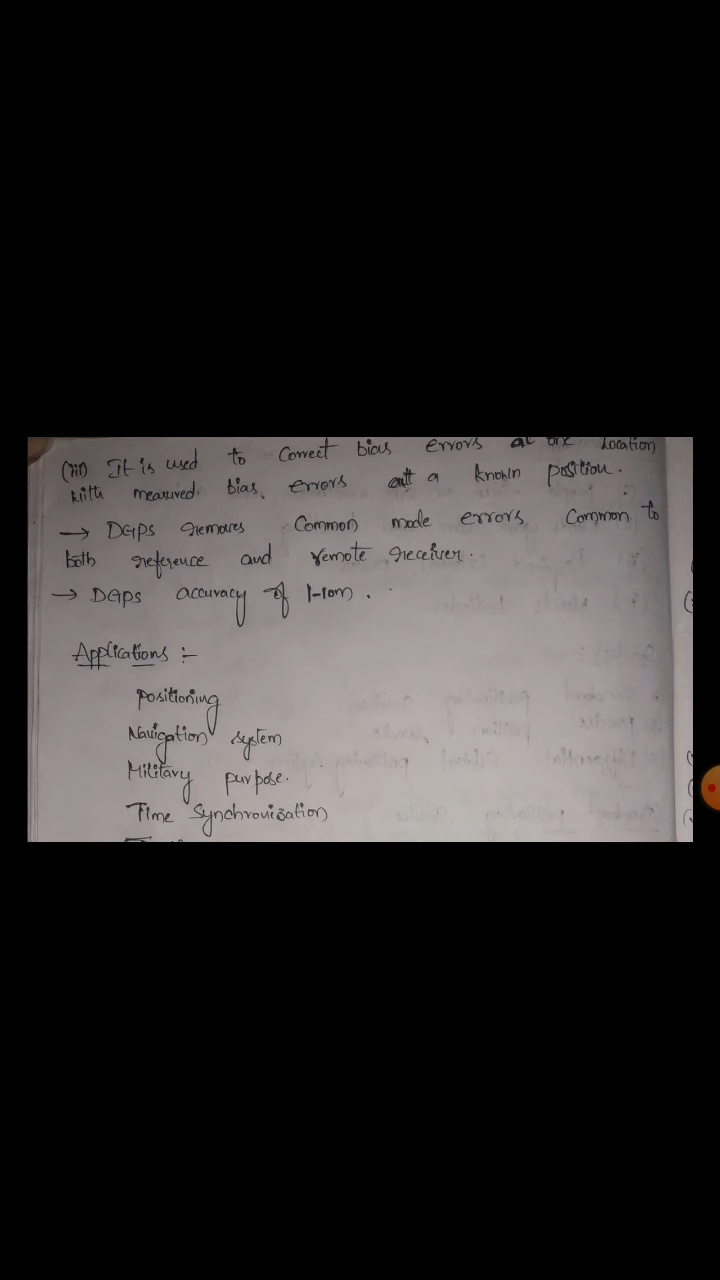 (iii) It is used to correct bias errors at one location
with measured bias errors at a known position.
→ DGPS remores Common mode errors Common to
both reference and remote receiver.
→ DGPS accuracy of 1-10m.
Applications :-
Positioning
Navigation system
Military purpose.
Time Synchronization